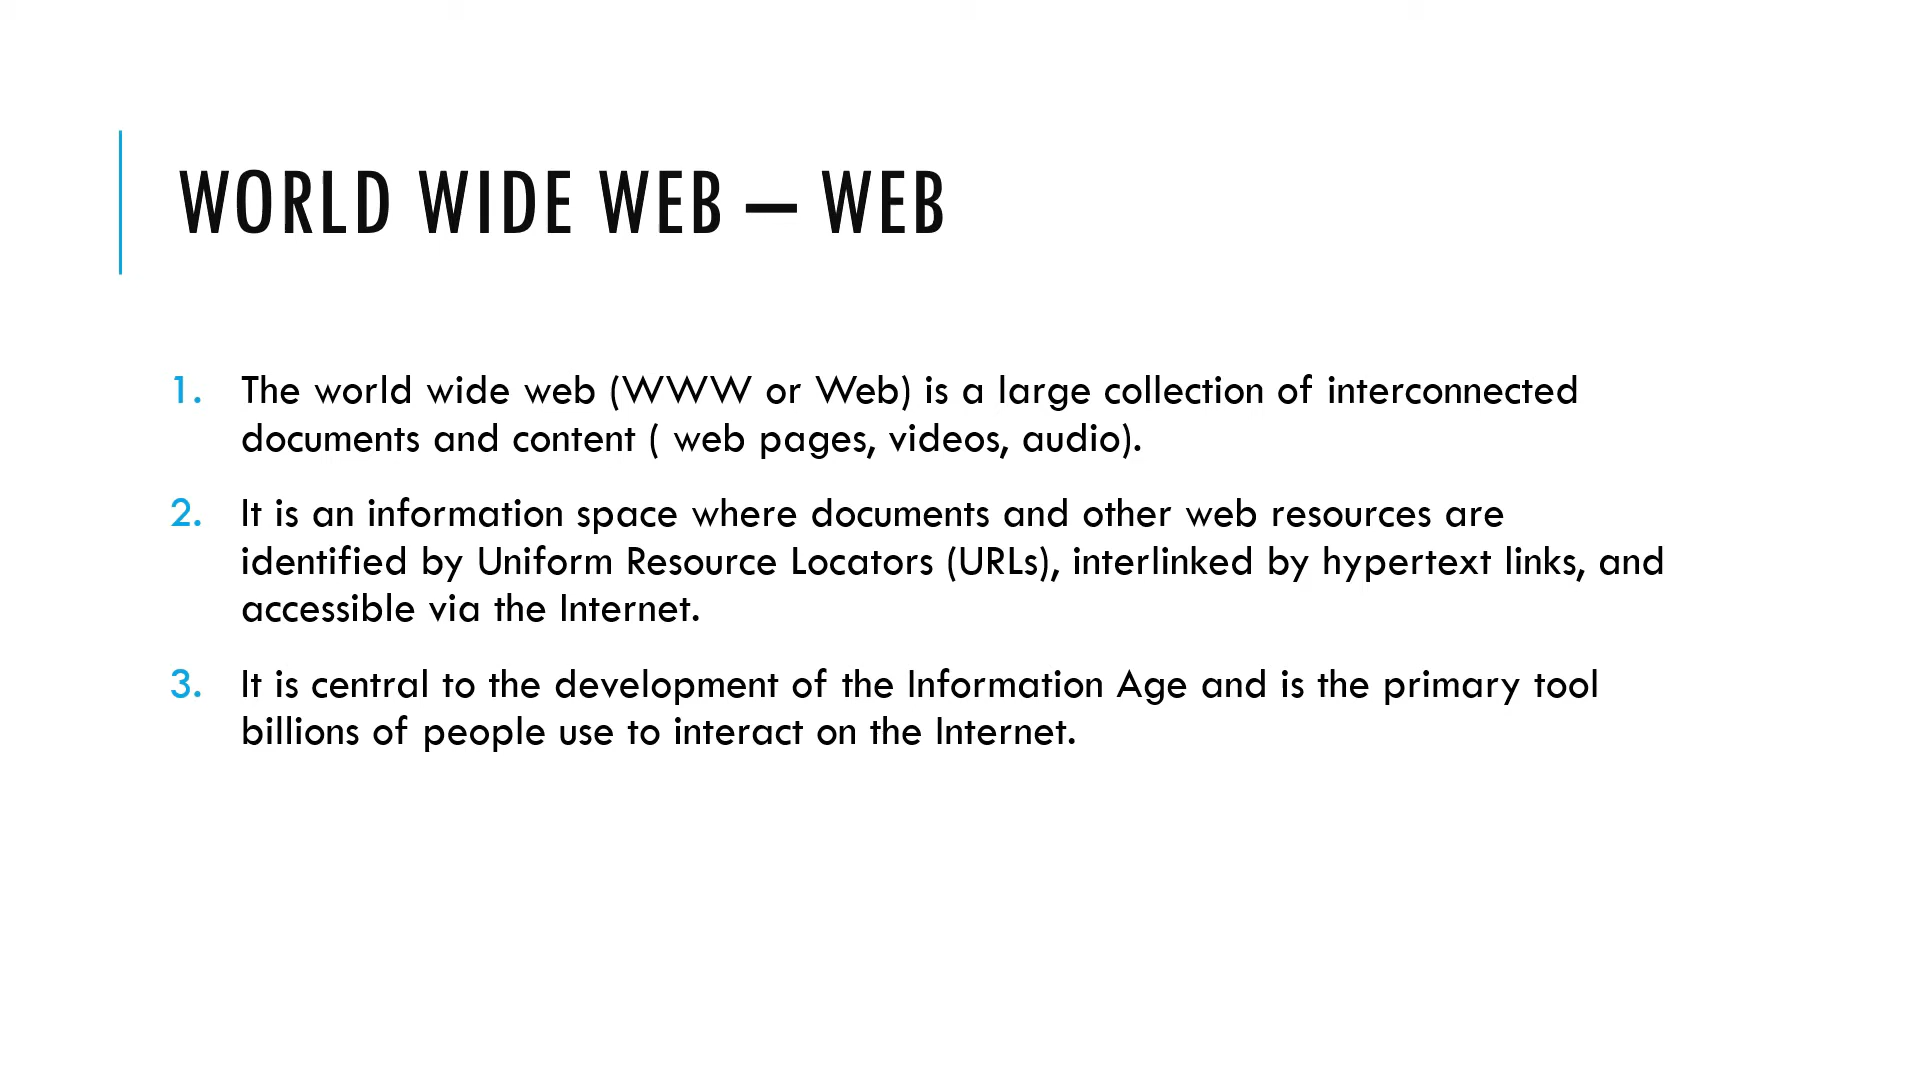 WORLD WIDE WEB – WEB
1. The world wide web (WWW or Web) is a large collection of interconnected
documents and content ( web pages, videos, audio).
2. It is an information space where documents and other web resources are
identified by Uniform Resource Locators (URLs), interlinked by hypertext links, and
accessible via the Internet.
3. It is central to the development of the Information Age and is the primary tool
billions of people use to interact on the Internet.